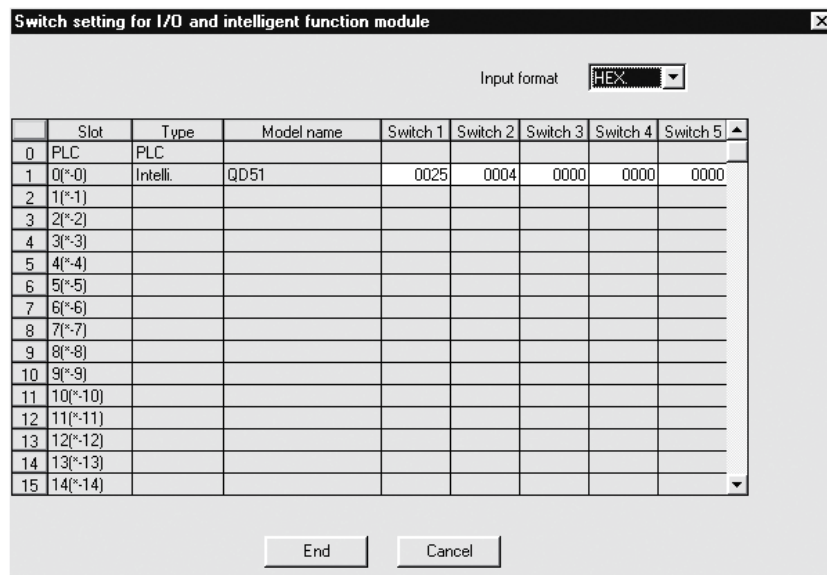 Switch setting for I/O and intelligent function module
Input format HEX.
Slot Type Model name Switch 1 Switch 2 Switch 3 Switch 4 Switch 5
0 PLC PLC
1 0(*-0) Intelli. QD51 0025 0004 0000 0000 0000
2 1(*-1)
3 2(*-2)
4 3(*-3)
5 4(*-4)
6 5(*-5)
7 6(*-6)
8 7(*-7)
9 8(*-8)
10 9(*-9)
11 10(*-10)
12 11(*-11)
13 12(*-12)
14 13(*-13)
15 14(*-14)
End Cancel